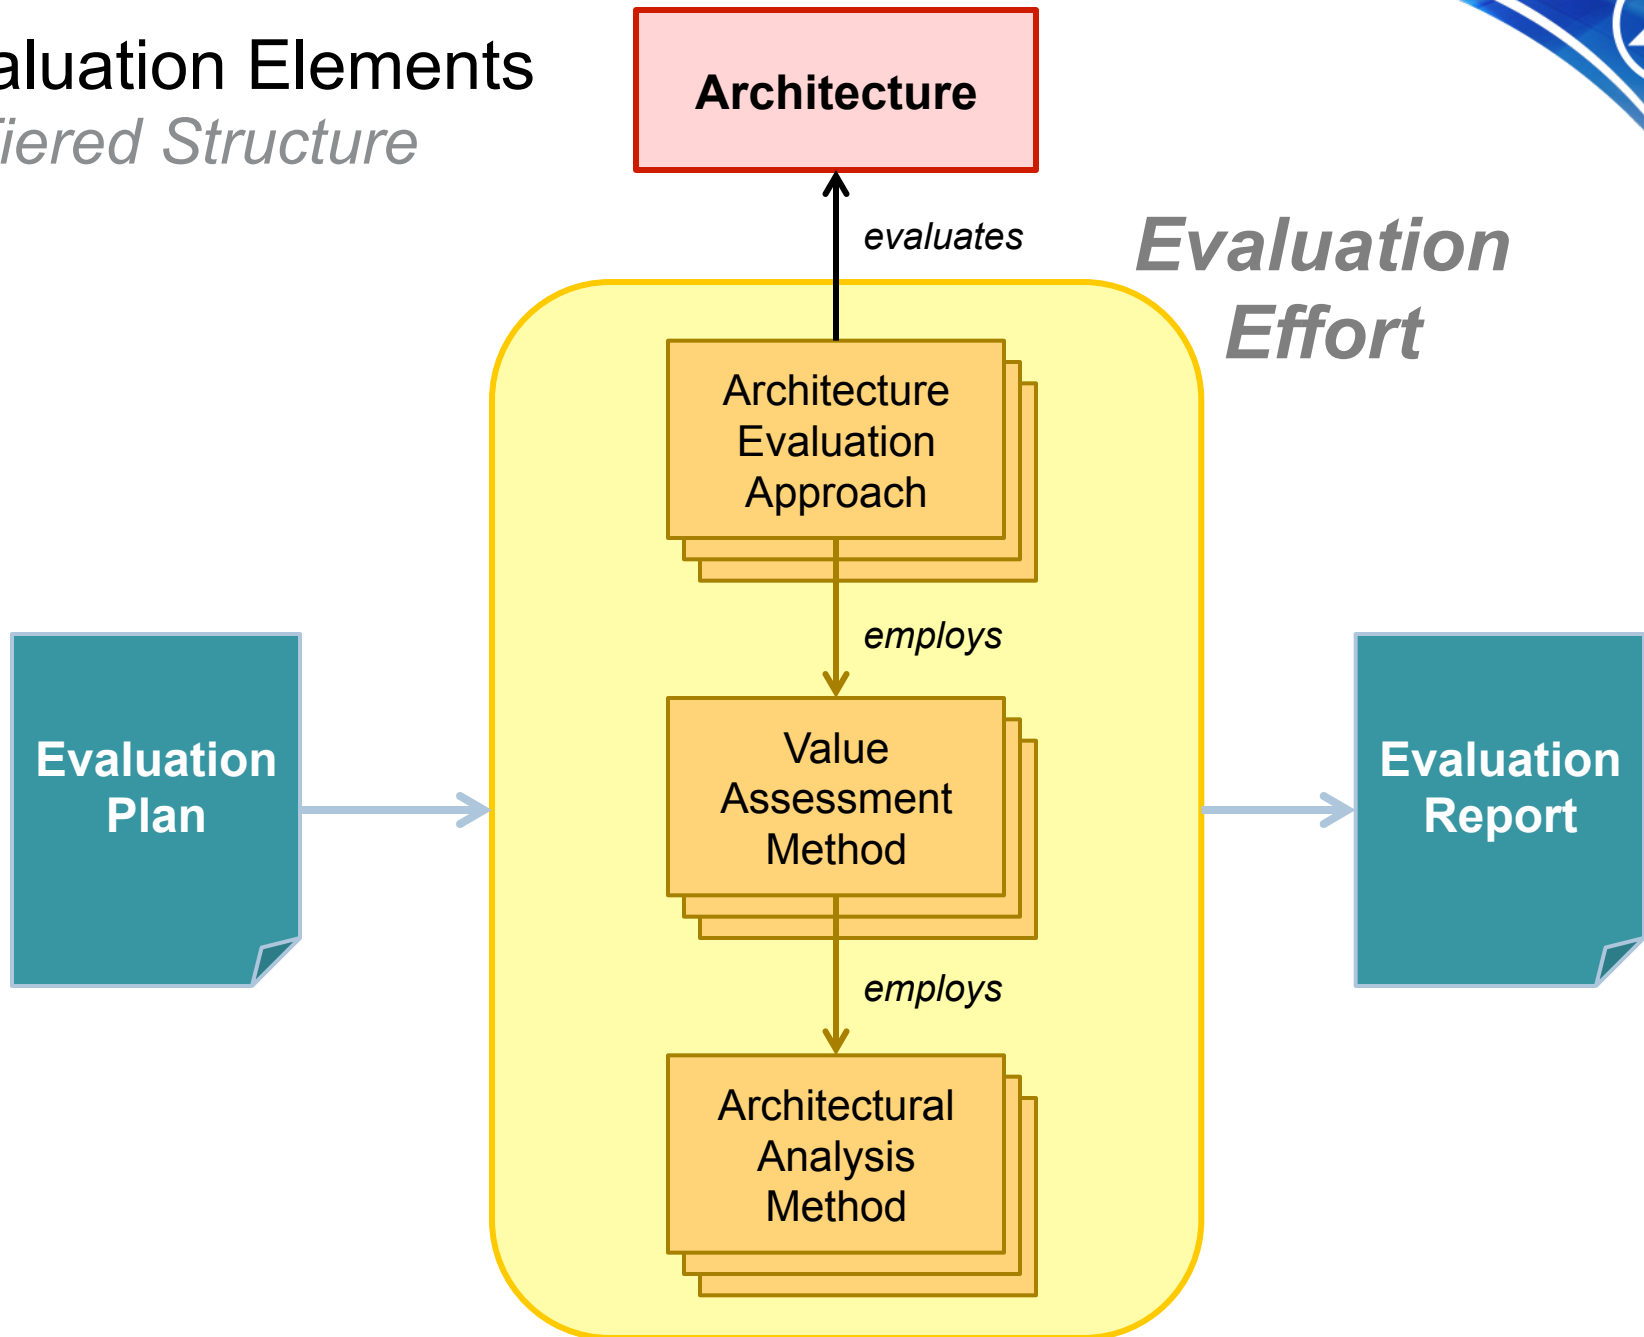 aluation Elements
iered Structure
Architecture
evaluates
Evaluation
Effort
Architecture
Evaluation
Approach
employs
Evaluation
Plan
Value
Assessment
Method
Evaluation
Report
employs
Architectural
Analysis
Method